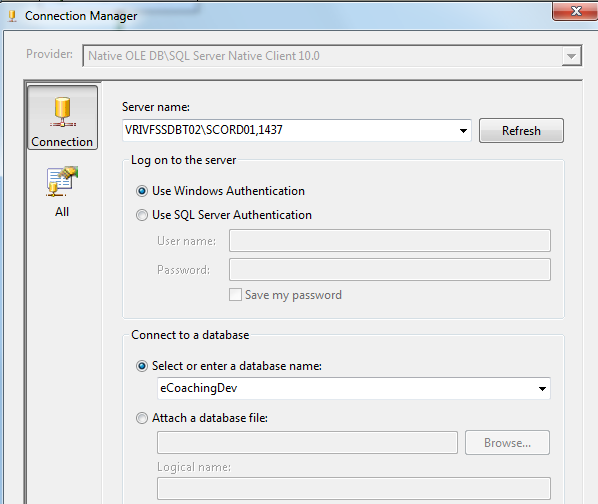 Connection Manager
Provider: Native OLE DB\SQL Server Native Client 10.0
Connection
All
Server name:
VRIVFSSDBT02\SCORD01,1437 Refresh
Log on to the server
Use Windows Authentication
Use SQL Server Authentication
User name:
Password:
Save my password
Connect to a database
Select or enter a database name:
eCoachingDev
Attach a database file:
Browse...
Logical name: